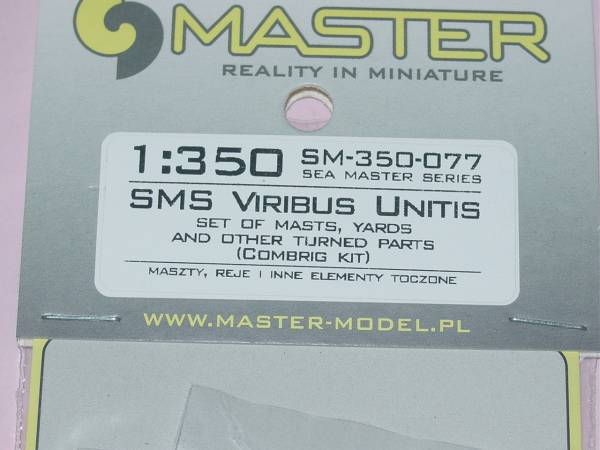 MASTER
REALITY IN MINIATURE
1:350 SM-350-077
SEA MASTER SERIES
SMS VIRIBUS UNITIS
SET OF MASTS, YARDS
AND OTHER TURNED PARTS
(COMBRIG KIT)
MASZTY, REJE I INNE ELEMENTY TOCZONE
WWW.MASTER-MODEL.PL